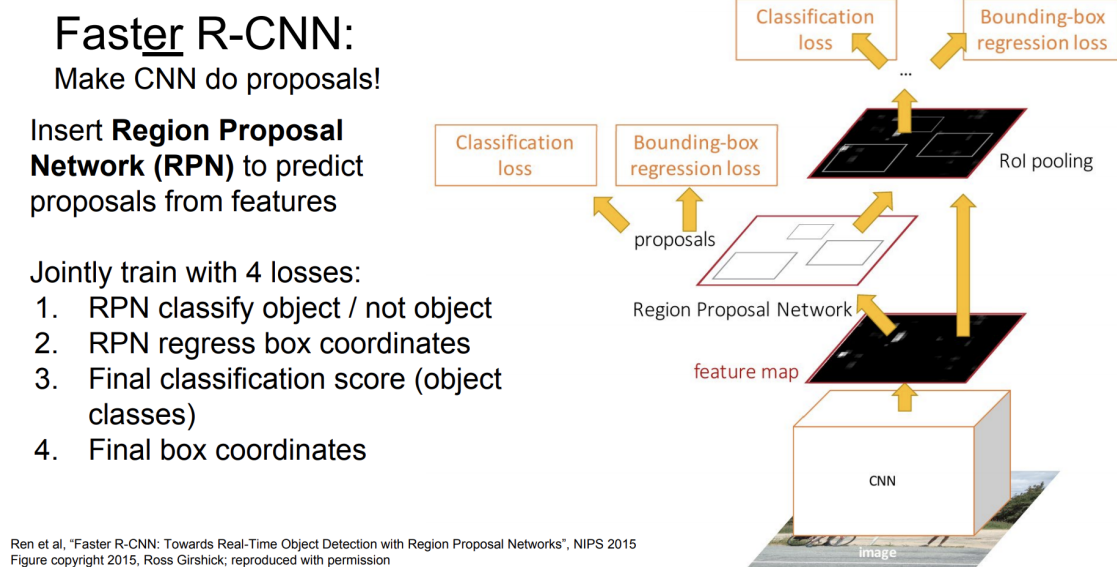 Faster R-CNN:
Make CNN do proposals!
Insert Region Proposal
Network (RPN) to predict
proposals from features
Jointly train with 4 losses:
1. RPN classify object / not object
2. RPN regress box coordinates
3. Final classification score (object
classes)
4. Final box coordinates
Classification
loss
Bounding-box
regression loss
...
Classification
loss
Bounding-box
regression loss
RoI pooling
proposals
Region Proposal Network
feature map
CNN
image
Ren et al, “Faster R-CNN: Towards Real-Time Object Detection with Region Proposal Networks”, NIPS 2015
Figure copyright 2015, Ross Girshick; reproduced with permission